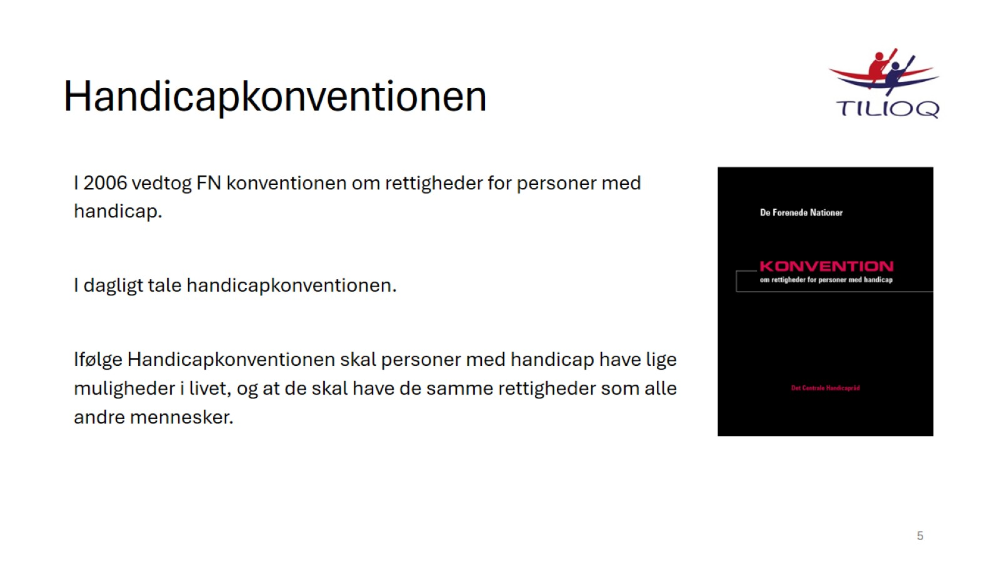 Handicapkonventionen
TILIOQ
I 2006 vedtog FN konventionen om rettigheder for personer med
handicap.
I dagligt tale handicapkonventionen.
Ifølge Handicapkonventionen skal personer med handicap have lige
muligheder i livet, og at de skal have de samme rettigheder som alle
andre mennesker.
De Forenede Nationer
KONVENTION
om rettigheder for personer med handicap
Det Centrale Handicapråd
5